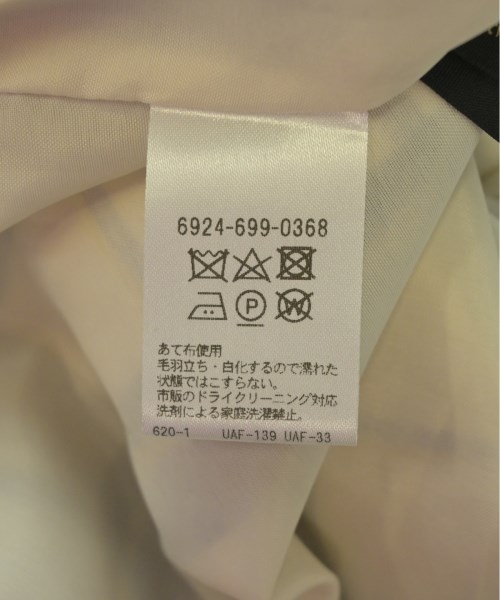 6924-699-0368
P
W
あて布使用
毛羽立ち・白化するので濡れた
状態ではこすらない。
市販のドライクリーニング対応
洗剤による家庭洗濯禁止。
620-1 UAF-139 UAF-33